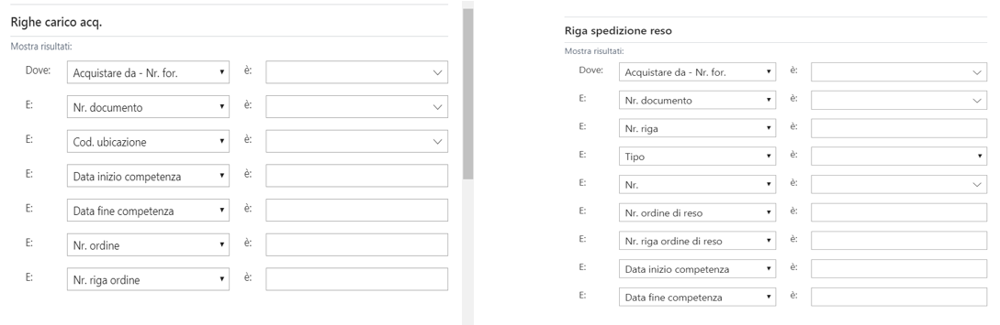 Righe carico acq.
Mostra risultati:
Dove: Acquistare da - Nr. for. è:
E: Nr. documento è:
E: Cod. ubicazione è:
E: Data inizio competenza è:
E: Data fine competenza è:
E: Nr. ordine è:
E: Nr. riga ordine è:
Riga spedizione reso
Mostra risultati:
Dove: Acquistare da - Nr. for. è:
E: Nr. documento è:
E: Nr. riga è:
E: Tipo è:
E: Nr. è:
E: Nr. ordine di reso è:
E: Nr. riga ordine di reso è:
E: Data inizio competenza è:
E: Data fine competenza è: